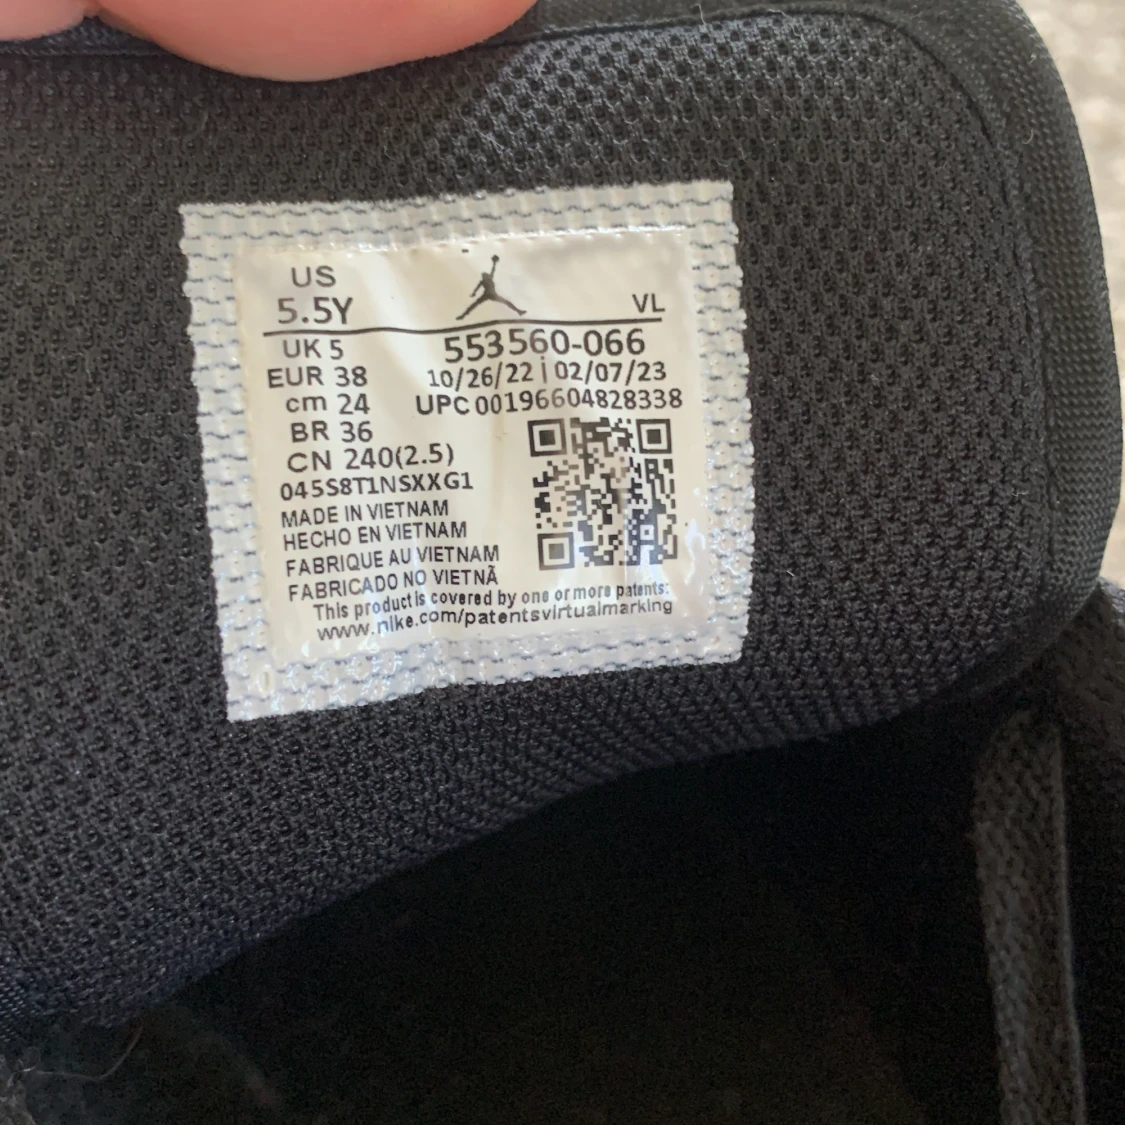 US
5.5Y
VL
UK 5
EUR 38
cm 24
BR 36
CN 240(2.5)
553560-066
10/26/22 | 02/07/23
UPC 00196604828338
045S8T1NSXXG1
MADE IN VIETNAM
HECHO EN VIETNAM
FABRIQUE AU VIETNAM
FABRICADO NO VIETNÃ
This product is covered by one or more patents:
www.nike.com/patentsvirtualmarking